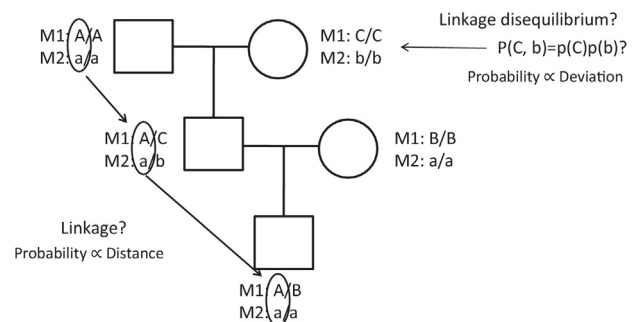 Linkage disequilibrium?
M1: A/A
M2: a/a
M1: C/C
M2: b/b
P(C, b)=p(C)p(b)?
Probability ∝ Deviation
M1: A/C
M2: a/b
M1: B/B
M2: a/a
Linkage?
Probability ∝ Distance
M1: A/B
M2: a/a